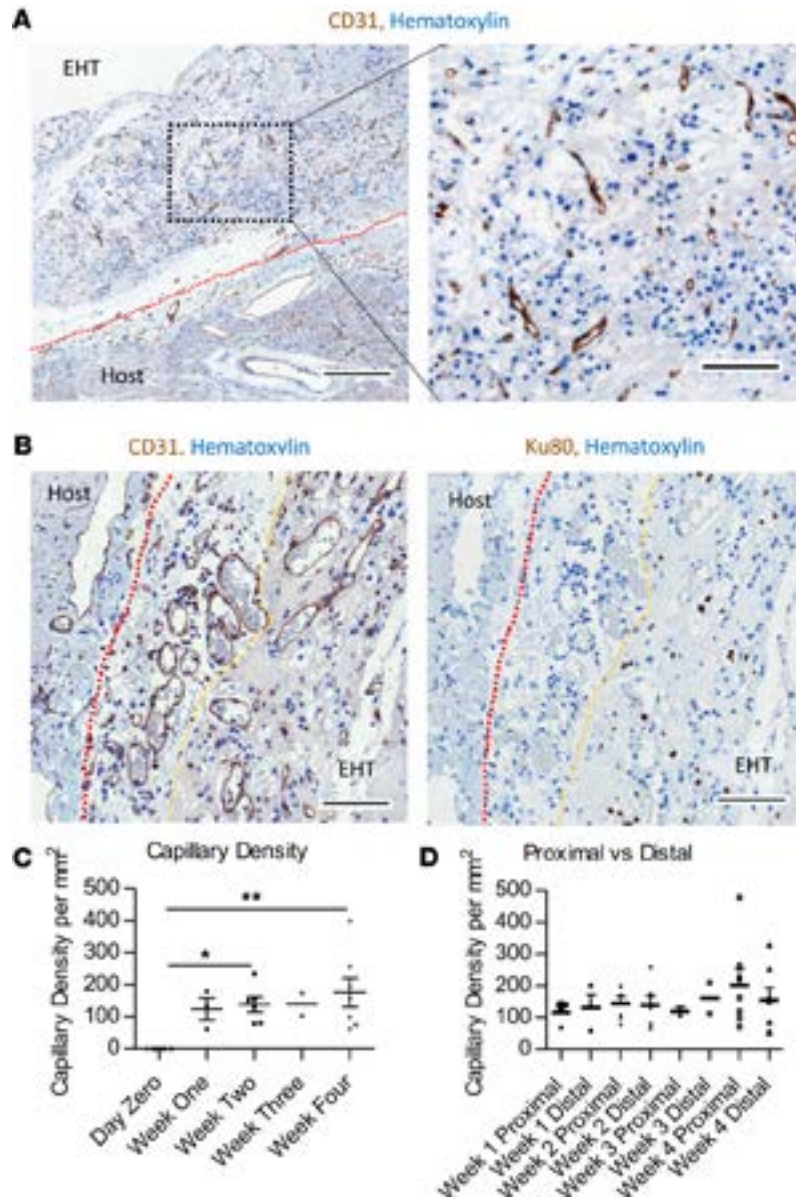 A
CD31, Hematoxylin
EHT
Host
B
CD31, Hematoxylin
Ku80, Hematoxylin
Host
EHT
Host
EHT
C
Capillary Density
Capillary Density per mm²
500
400
300
200
100
0
**
*
Day Zero
Week One
Week Two
Week Three
Week Four
D
Proximal vs Distal
Capillary Density per mm²
500
400
300
200
100
0
Week 1 Proximal
Week 1 Distal
Week 2 Proximal
Week 2 Distal
Week 3 Proximal
Week 3 Distal
Week 4 Proximal
Week 4 Distal